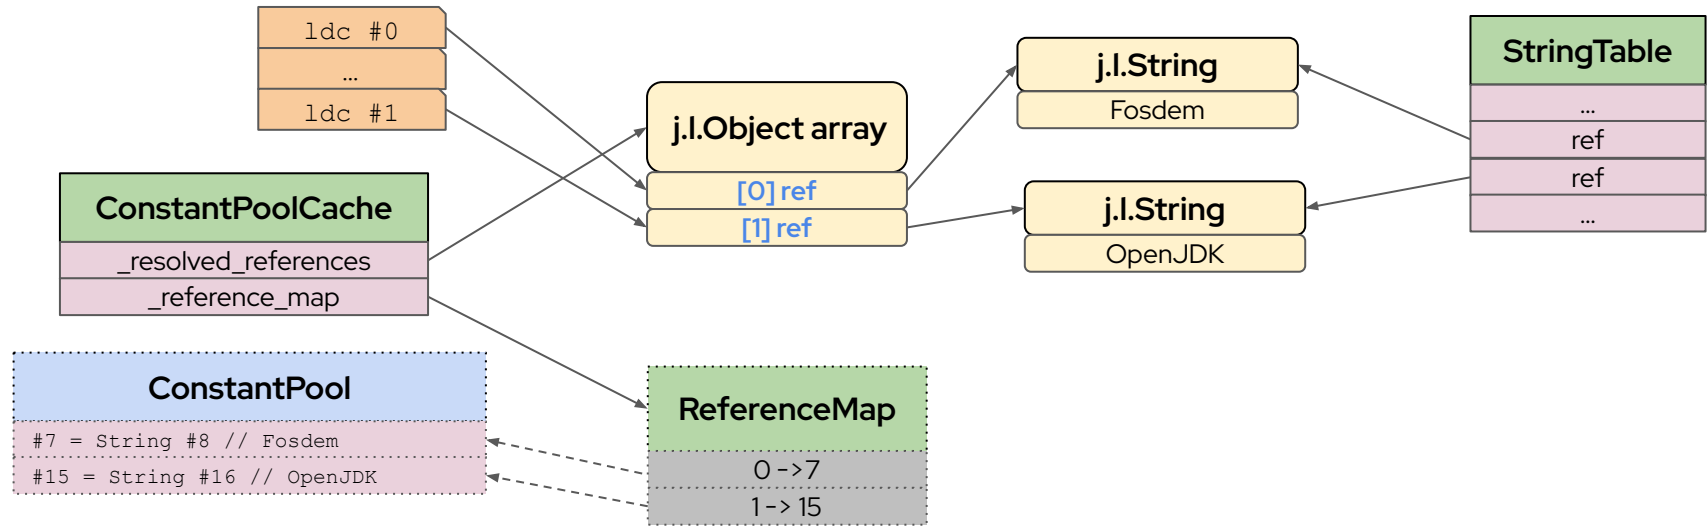 ldc #0
...
ldc #1
ConstantPoolCache
_resolved_references
_reference_map
ConstantPool
#7 = String #8 // Fosdem
#15 = String #16 // OpenJDK
j.l.Object array
[0] ref
[1] ref
ReferenceMap
0 ->7
1 -> 15
j.l.String
Fosdem
j.l.String
OpenJDK
StringTable
...
ref
ref
...